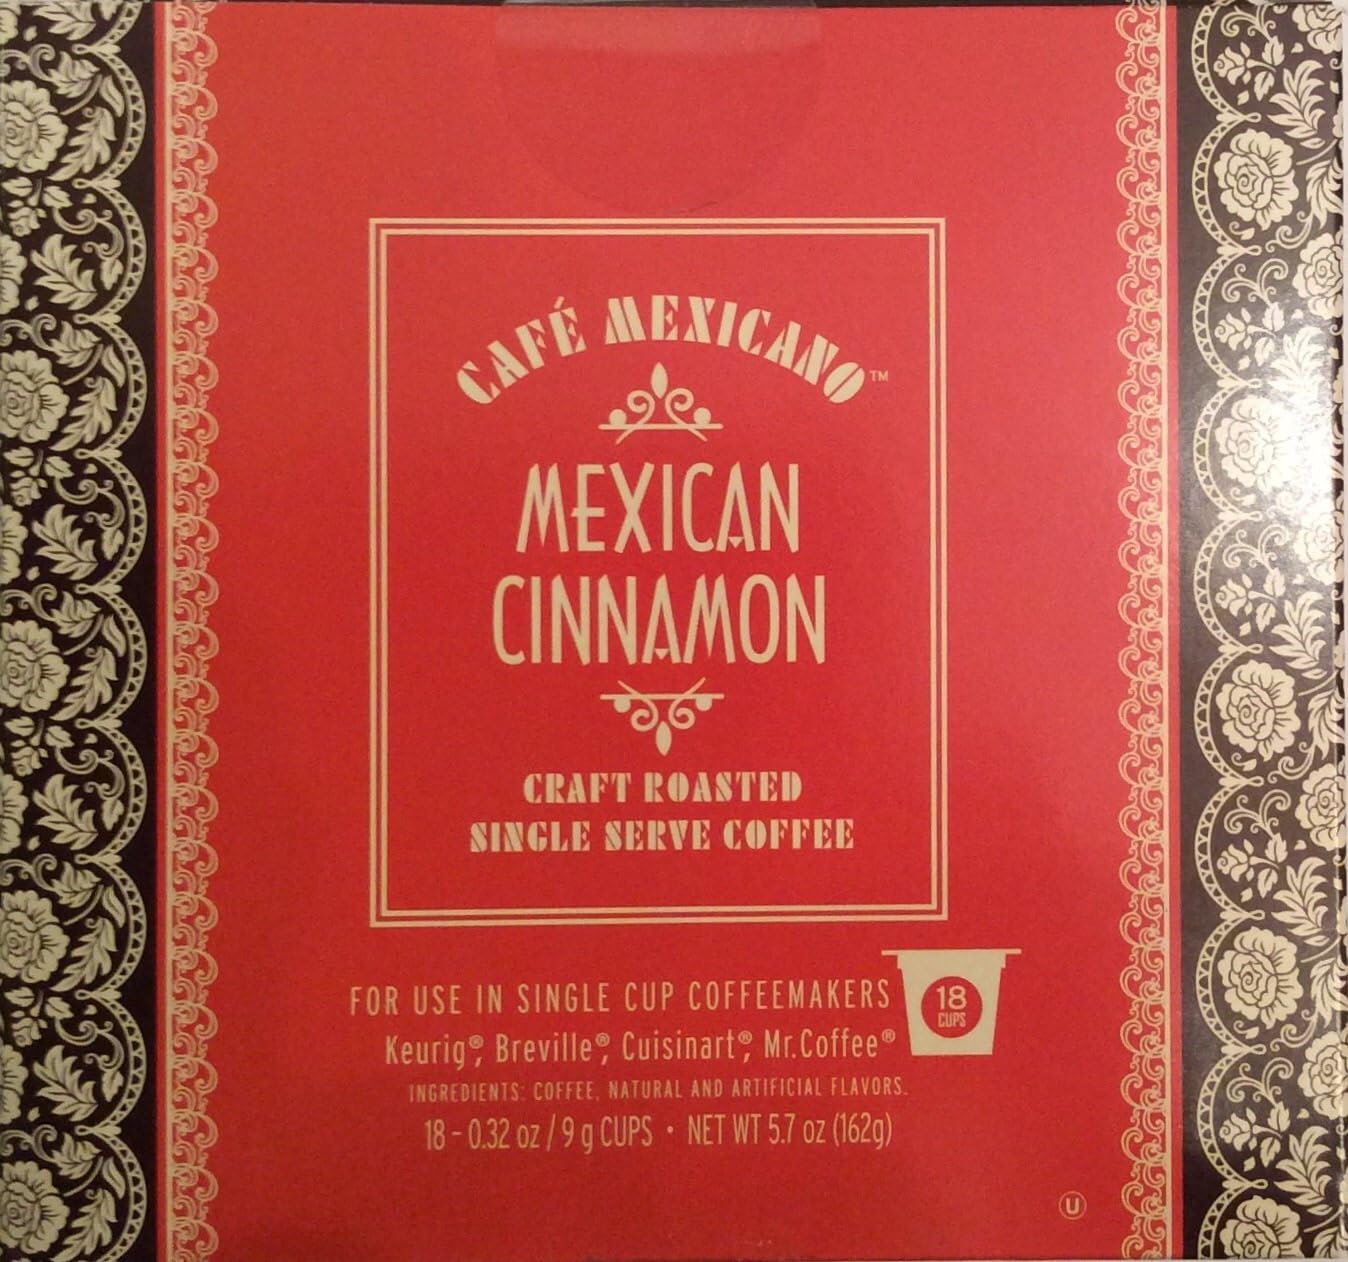 CAFÉ MEXICANO™
MEXICAN
CINNAMON
CRAFT ROASTED
SINGLE SERVE COFFEE
FOR USE IN SINGLE CUP COFFEEMAKERS
Keurig®, Breville®, Cuisinart®, Mr.Coffee®
18
CUPS
INGREDIENTS: COFFEE, NATURAL AND ARTIFICIAL FLAVORS.
18 - 0.32 oz / 9 g CUPS • NET WT 5.7 oz (162g)
U